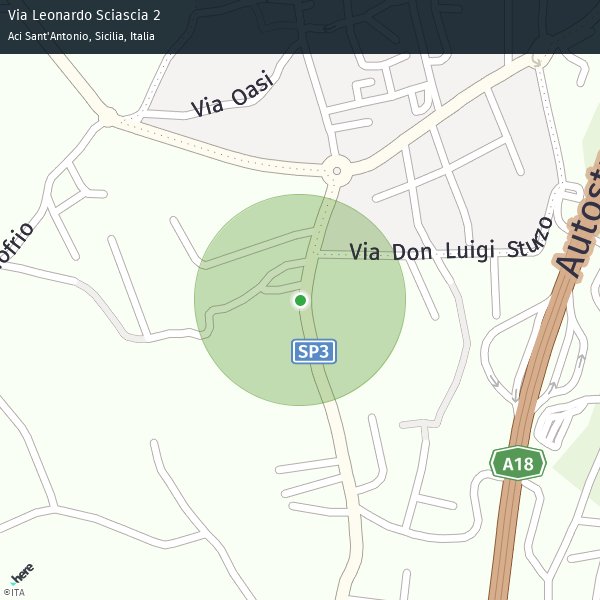 Via Leonardo Sciascia 2
Aci Sant'Antonio, Sicilia, Italia
Via Oasi
ofrio
Via Don Luigi Sturzo
Autost
SP3
A18
here
©ITA